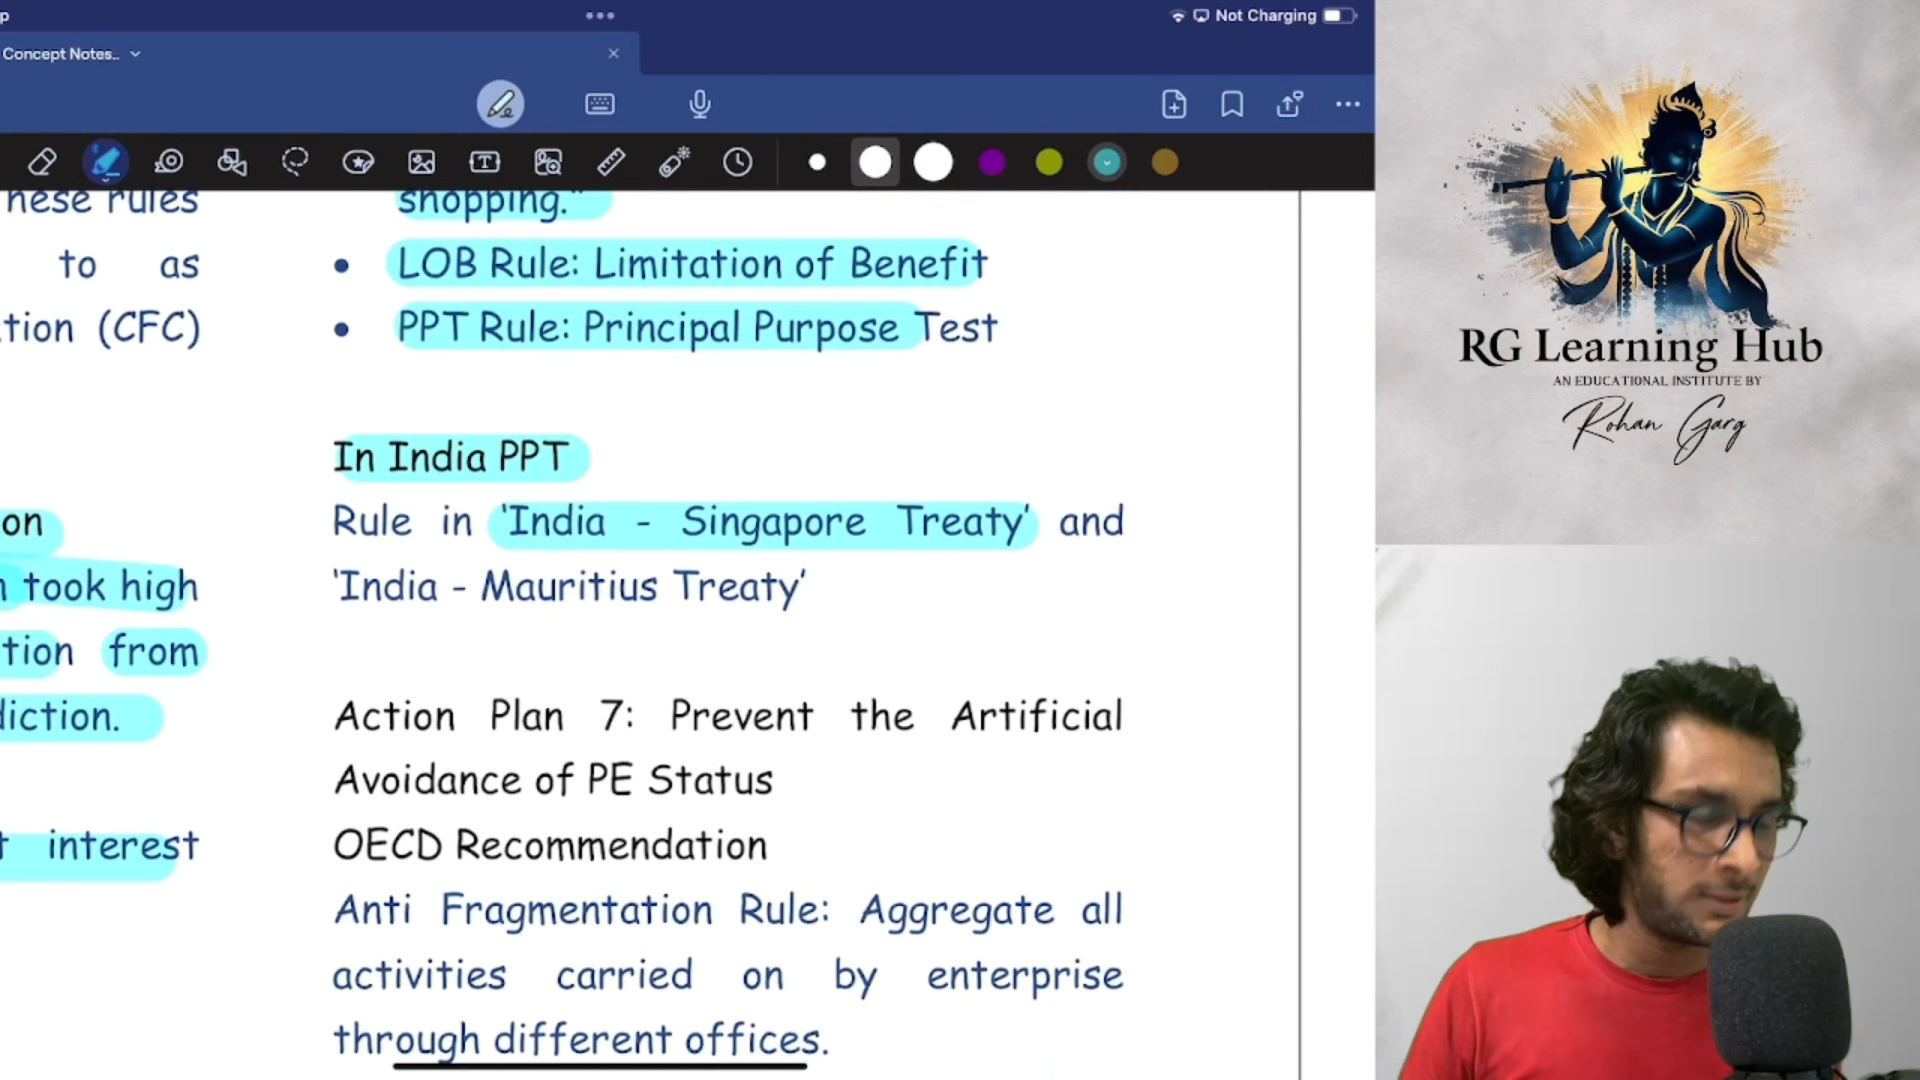 p
Not Charging
Concept Notes..
hese rules
to as
tion (CFC)
on
took high
tion from
diction.
t interest
shopping."
• LOB Rule: Limitation of Benefit
• PPT Rule: Principal Purpose Test
In India PPT
Rule in 'India - Singapore Treaty' and
'India - Mauritius Treaty'
Action Plan 7: Prevent the Artificial
Avoidance of PE Status
OECD Recommendation
Anti Fragmentation Rule: Aggregate all
activities carried on by enterprise
through different offices.
RG Learning Hub
AN EDUCATIONAL INSTITUTE BY
Rohan Garg